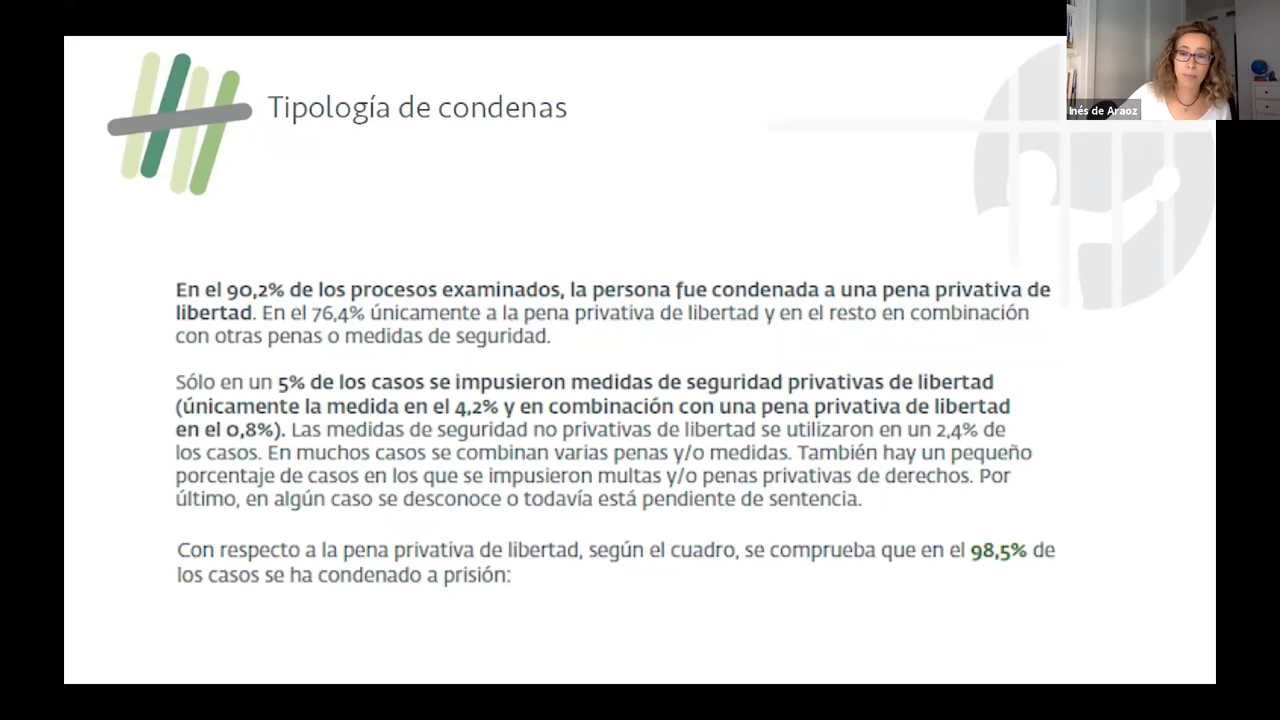 Inés de Araoz
Tipología de condenas
En el 90,2% de los procesos examinados, la persona fue condenada a una pena privativa de
libertad. En el 76,4% únicamente a la pena privativa de libertad y en el resto en combinación
con otras penas o medidas de seguridad.
Sólo en un 5% de los casos se impusieron medidas de seguridad privativas de libertad
(únicamente la medida en el 4,2% y en combinación con una pena privativa de libertad
en el 0,8%). Las medidas de seguridad no privativas de libertad se utilizaron en un 2,4% de
los casos. En muchos casos se combinan varias penas y/o medidas. También hay un pequeño
porcentaje de casos en los que se impusieron multas y/o penas privativas de derechos. Por
último, en algún caso se desconoce o todavía está pendiente de sentencia.
Con respecto a la pena privativa de libertad, según el cuadro, se comprueba que en el 98,5% de
los casos se ha condenado a prisión: